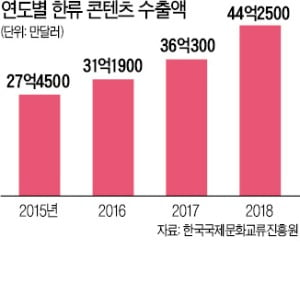 연도별 한류 콘텐츠 수출액
(단위: 만달러)
27억4500
31억1900
36억300
44억2500
2015년
2016
2017
2018
자료: 한국국제문화교류진흥원